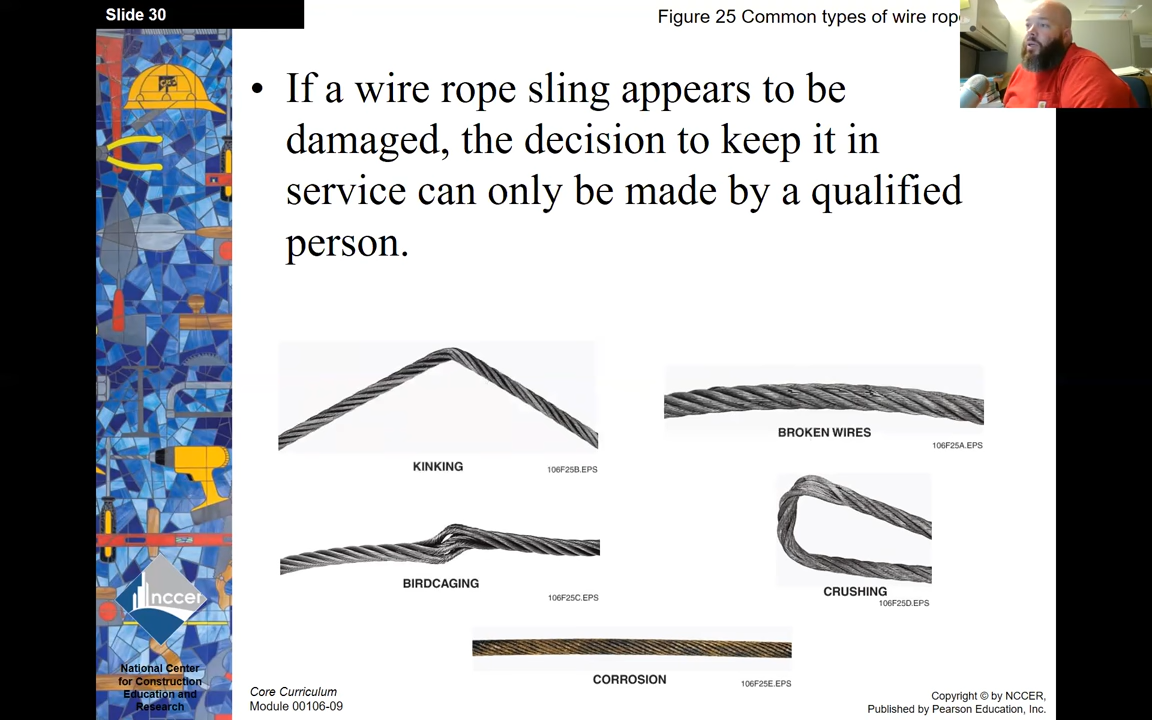 Slide 30
Figure 25 Common types of wire rope
• If a wire rope sling appears to be
damaged, the decision to keep it in
service can only be made by a qualified
person.
KINKING
106F25B.EPS
BROKEN WIRES
106F25A.EPS
BIRDCAGING
106F25C.EPS
CRUSHING
106F25D.EPS
CORROSION
106F25E.EPS
nccer
National Center
for Construction
Education and
Research
Core Curriculum
Module 00106-09
Copyright © by NCCER,
Published by Pearson Education, Inc.